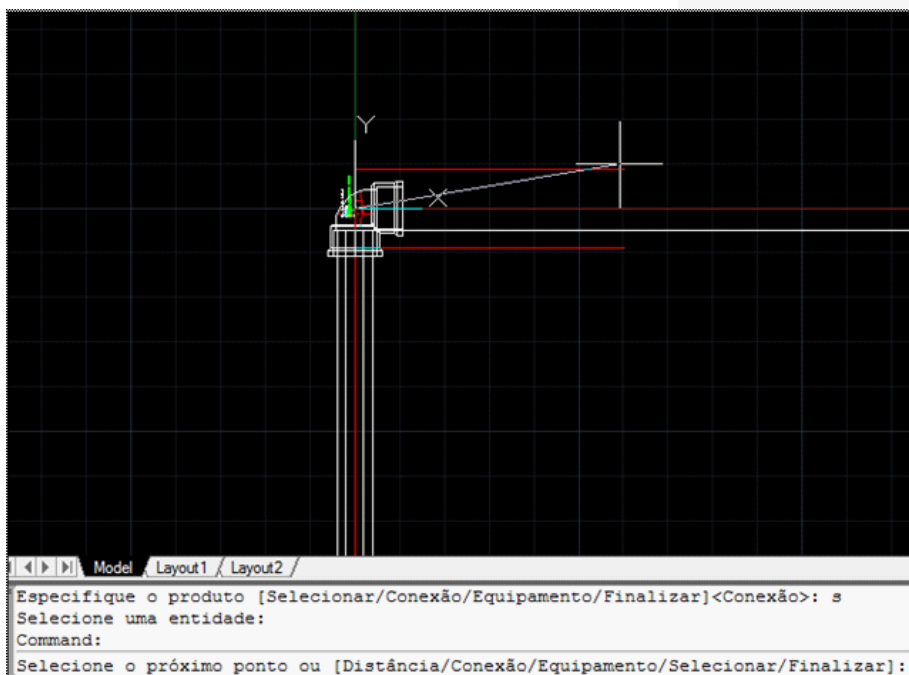 Y
X
Model Layout1 Layout2
Especifique o produto [Selecionar/Conexão/Equipamento/Finalizar]<Conexão>: s
Selecione uma entidade:
Command:
Selecione o próximo ponto ou [Distância/Conexão/Equipamento/Selecionar/Finalizar]: